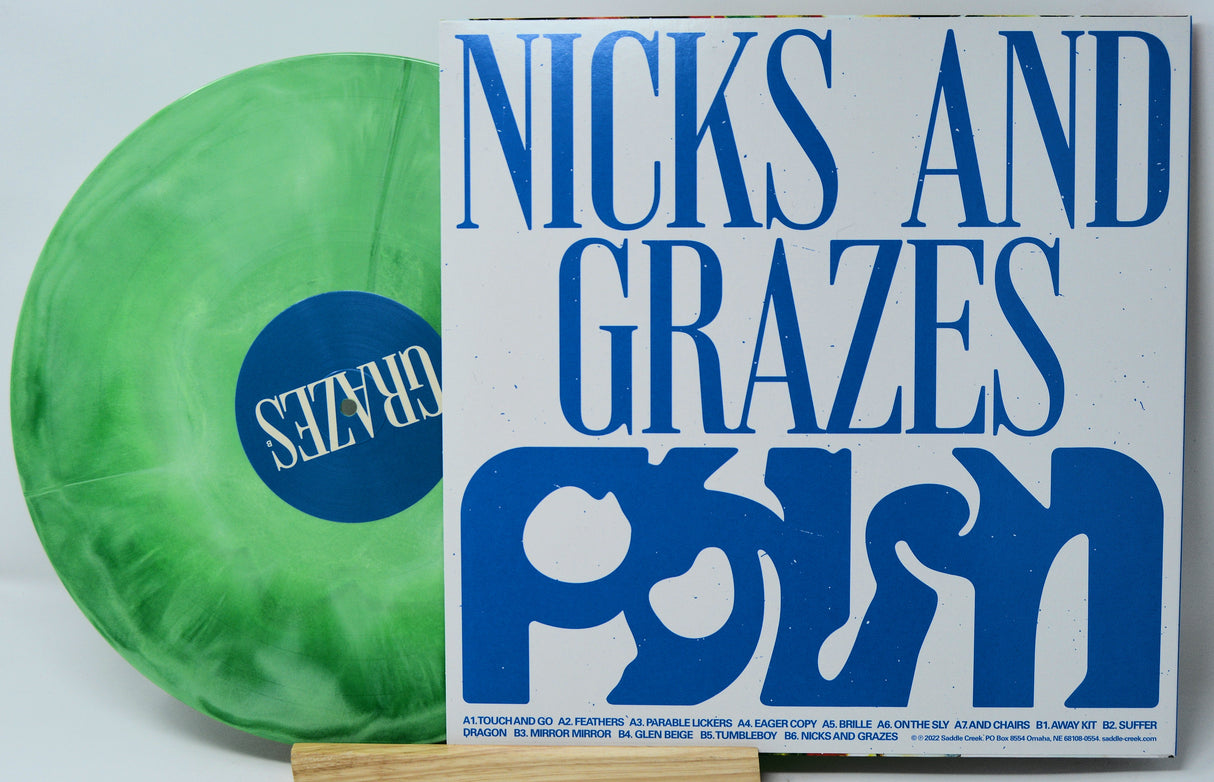 NICKS AND
GRAZES
PALM
A1. TOUCH AND GO A2. FEATHERS A3. PARABLE LICKERS A4. EAGER COPY A5. BRILLE A6. ON THE SLY A7. AND CHAIRS B1. AWAY KIT B2. SUFFER
DRAGON B3. MIRROR MIRROR B4. GLEN BEIGE B5. TUMBLEBOY B6. NICKS AND GRAZES © ℗ 2022 Saddle Creek. PO Box 8554 Omaha, NE 68108-0554. saddle-creek.com
GRAZES
B